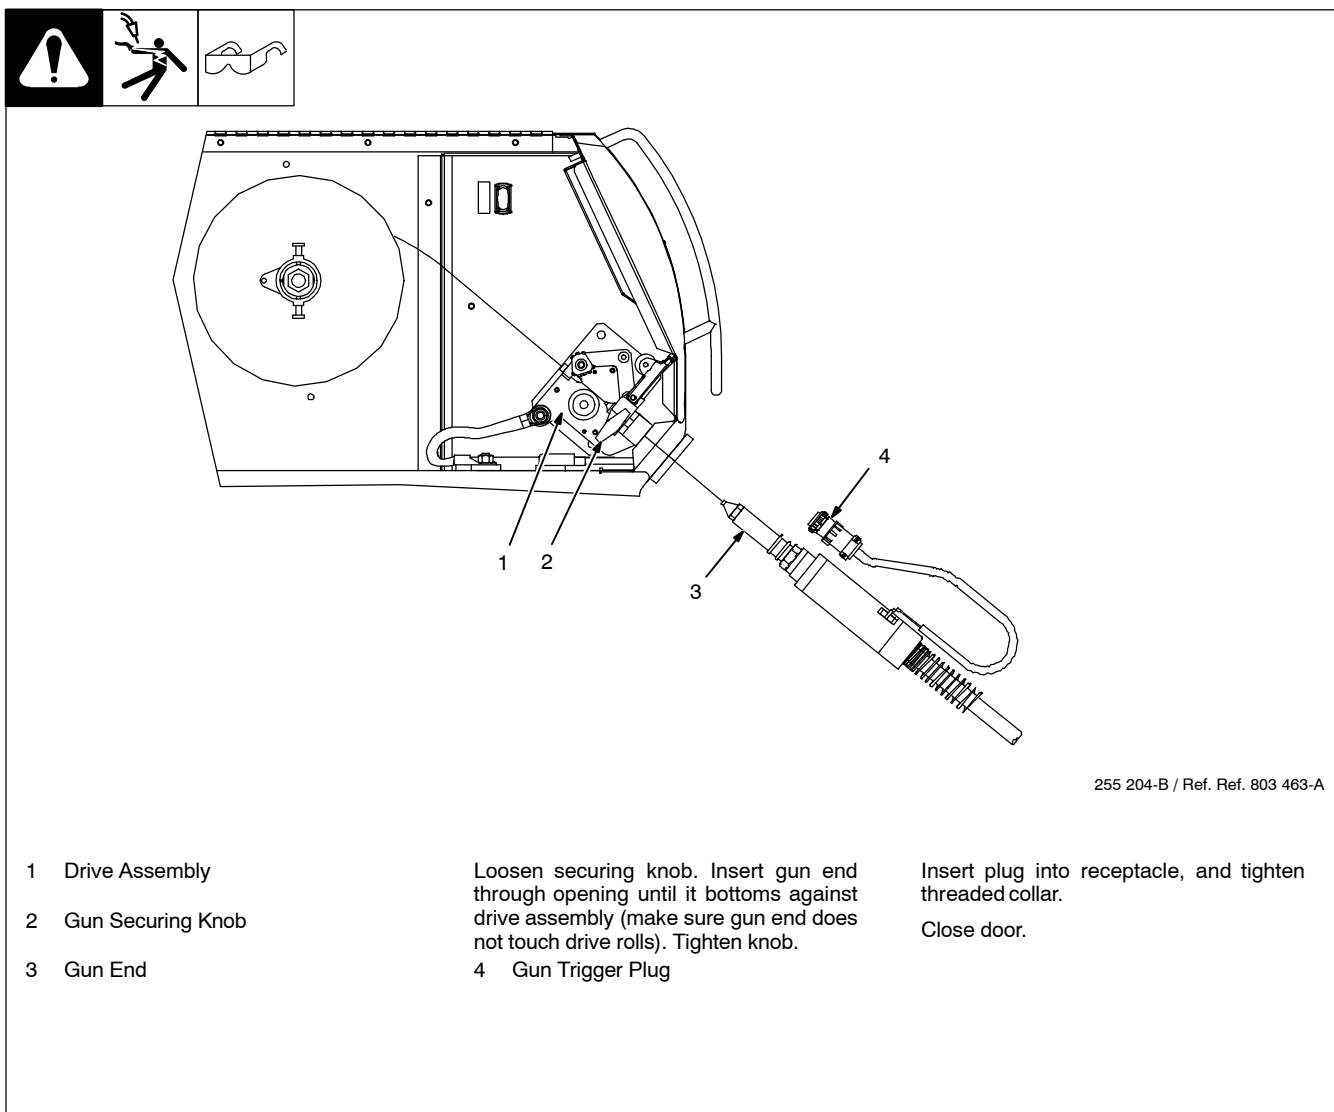 1
2
3
4
255 204-B / Ref. Ref. 803 463-A
1 Drive Assembly
2 Gun Securing Knob
3 Gun End
Loosen securing knob. Insert gun end
through opening until it bottoms against
drive assembly (make sure gun end does
not touch drive rolls). Tighten knob.
4 Gun Trigger Plug
Insert plug into receptacle, and tighten
threaded collar.
Close door.